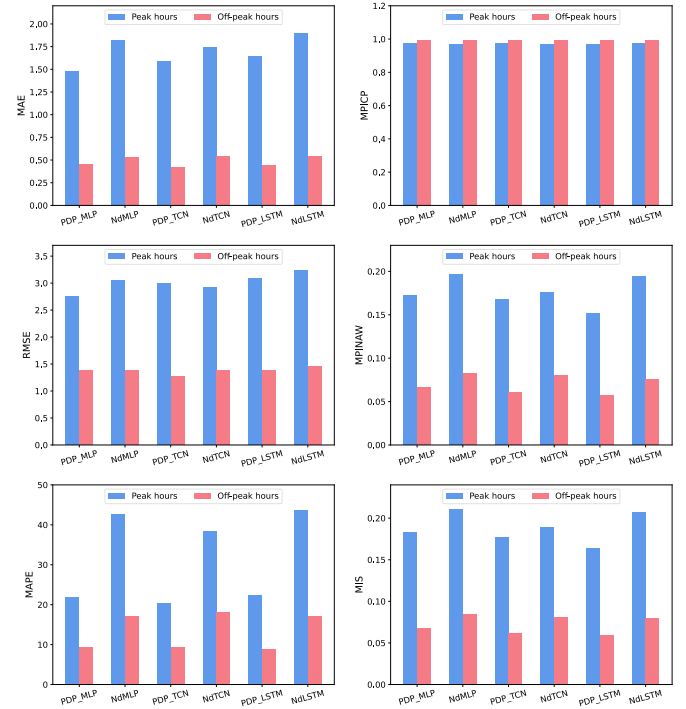 Peak hours Off-peak hours
2.00
1.75
1.50
1.25
1.00
0.75
0.50
0.25
0.00
MAE
PDP_MLP NdMLP PDP_TCN NdTCN PDP_LSTM NdLSTM
Peak hours Off-peak hours
1.2
1.0
0.8
0.6
0.4
0.2
0.0
MPICP
PDP_MLP NdMLP PDP_TCN NdTCN PDP_LSTM NdLSTM
Peak hours Off-peak hours
3.5
3.0
2.5
2.0
1.5
1.0
0.5
0.0
RMSE
PDP_MLP NdMLP PDP_TCN NdTCN PDP_LSTM NdLSTM
Peak hours Off-peak hours
0.20
0.15
0.10
0.05
0.00
MPINAW
PDP_MLP NdMLP PDP_TCN NdTCN PDP_LSTM NdLSTM
Peak hours Off-peak hours
50
40
30
20
10
0
MAPE
PDP_MLP NdMLP PDP_TCN NdTCN PDP_LSTM NdLSTM
Peak hours Off-peak hours
0.20
0.15
0.10
0.05
0.00
MIS
PDP_MLP NdMLP PDP_TCN NdTCN PDP_LSTM NdLSTM